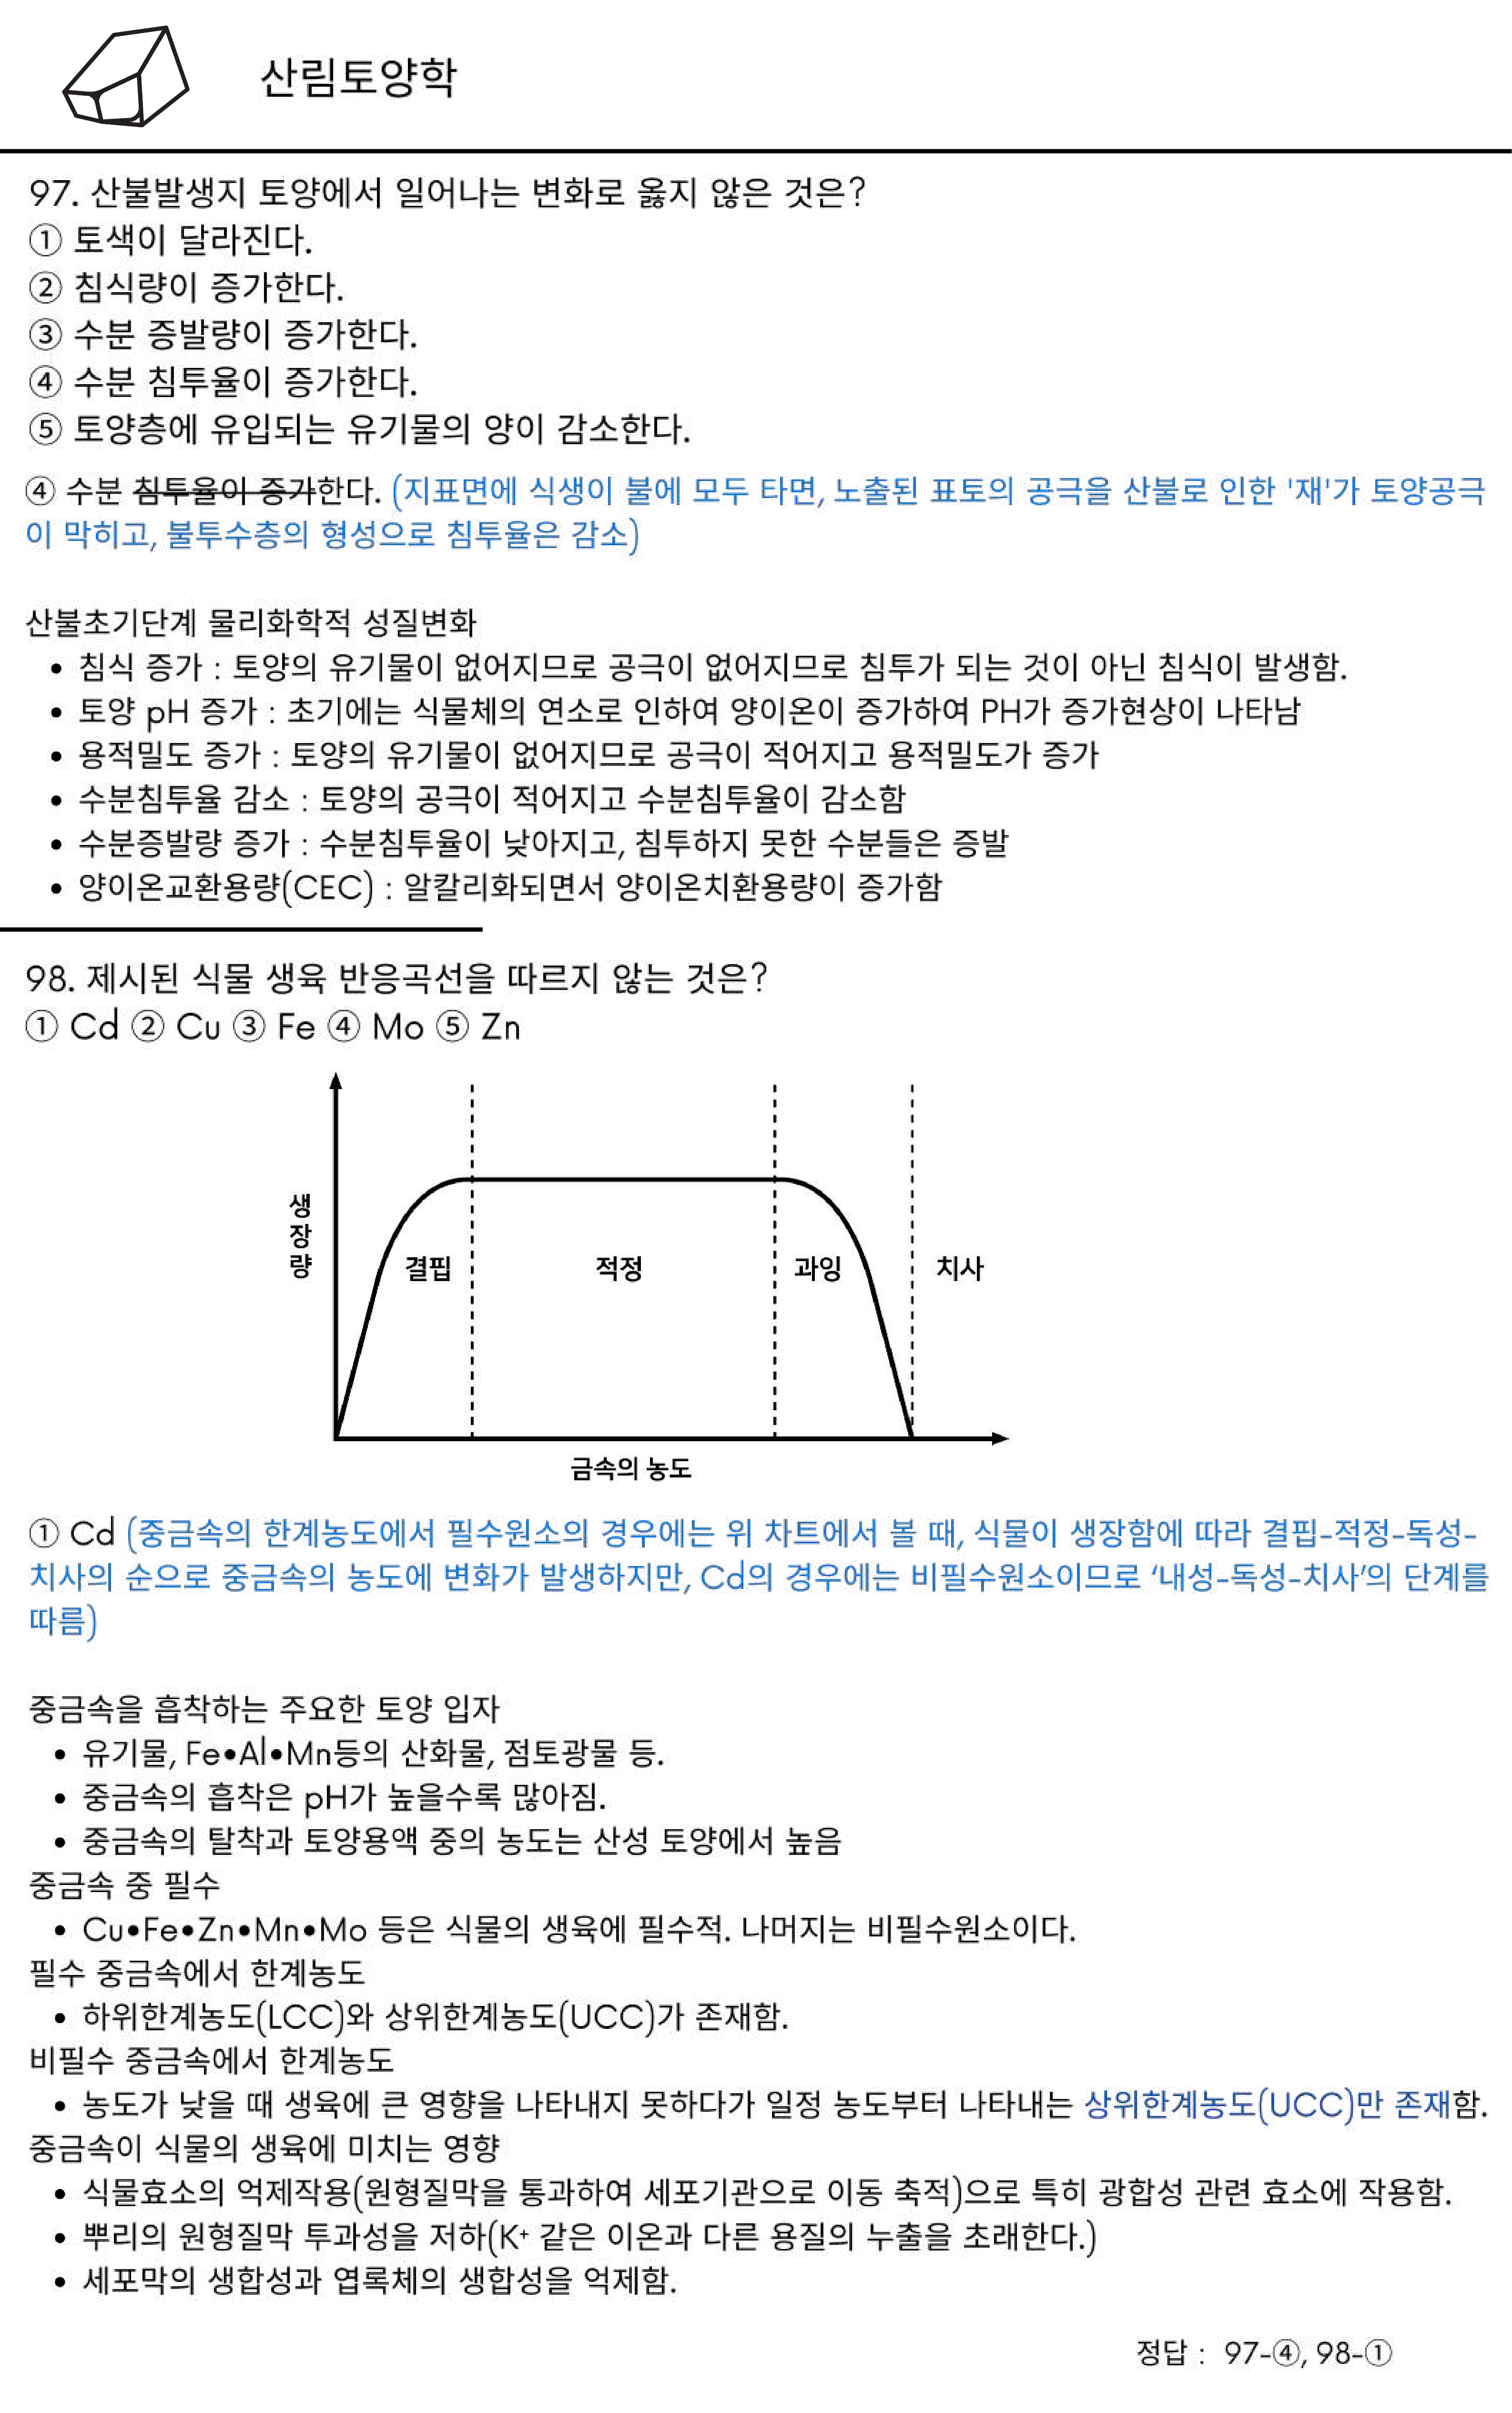 산림토양학
97. 산불발생지 토양에서 일어나는 변화로 옳지 않은 것은?
① 토색이 달라진다.
② 침식량이 증가한다.
③ 수분 증발량이 증가한다.
④ 수분 침투율이 증가한다.
⑤ 토양층에 유입되는 유기물의 양이 감소한다.
④ 수분 침투율이 증가한다. (지표면에 식생이 불에 모두 타면, 노출된 표토의 공극을 산불로 인한 '재'가 토양공극
이 막히고, 불투수층의 형성으로 침투율은 감소)
산불초기단계 물리화학적 성질변화
• 침식 증가 : 토양의 유기물이 없어지므로 공극이 없어지므로 침투가 되는 것이 아닌 침식이 발생함.
• 토양 pH 증가 : 초기에는 식물체의 연소로 인하여 양이온이 증가하여 PH가 증가현상이 나타남
• 용적밀도 증가 : 토양의 유기물이 없어지므로 공극이 적어지고 용적밀도가 증가
• 수분침투율 감소 : 토양의 공극이 적어지고 수분침투율이 감소함
• 수분증발량 증가 : 수분침투율이 낮아지고, 침투하지 못한 수분들은 증발
• 양이온교환용량(CEC) : 알칼리화되면서 양이온치환용량이 증가함
98. 제시된 식물 생육 반응곡선을 따르지 않는 것은?
① Cd ② Cu ③ Fe ④ Mo ⑤ Zn
생장량
결핍 적정 과잉 치사
금속의 농도
① Cd (중금속의 한계농도에서 필수원소의 경우에는 위 차트에서 볼 때, 식물이 생장함에 따라 결핍-적정-독성-
치사의 순으로 중금속의 농도에 변화가 발생하지만, Cd의 경우에는 비필수원소이므로 ‘내성-독성-치사’의 단계를
따름)
중금속을 흡착하는 주요한 토양 입자
• 유기물, Fe•Al•Mn등의 산화물, 점토광물 등.
• 중금속의 흡착은 pH가 높을수록 많아짐.
• 중금속의 탈착과 토양용액 중의 농도는 산성 토양에서 높음
중금속 중 필수
• Cu•Fe•Zn•Mn•Mo 등은 식물의 생육에 필수적. 나머지는 비필수원소이다.
필수 중금속에서 한계농도
• 하위한계농도(LCC)와 상위한계농도(UCC)가 존재함.
비필수 중금속에서 한계농도
• 농도가 낮을 때 생육에 큰 영향을 나타내지 못하다가 일정 농도부터 나타내는 상위한계농도(UCC)만 존재함.
중금속이 식물의 생육에 미치는 영향
• 식물효소의 억제작용(원형질막을 통과하여 세포기관으로 이동 축적)으로 특히 광합성 관련 효소에 작용함.
• 뿌리의 원형질막 투과성을 저하(K⁺ 같은 이온과 다른 용질의 누출을 초래한다.)
• 세포막의 생합성과 엽록체의 생합성을 억제함.
정답 : 97-④, 98-①